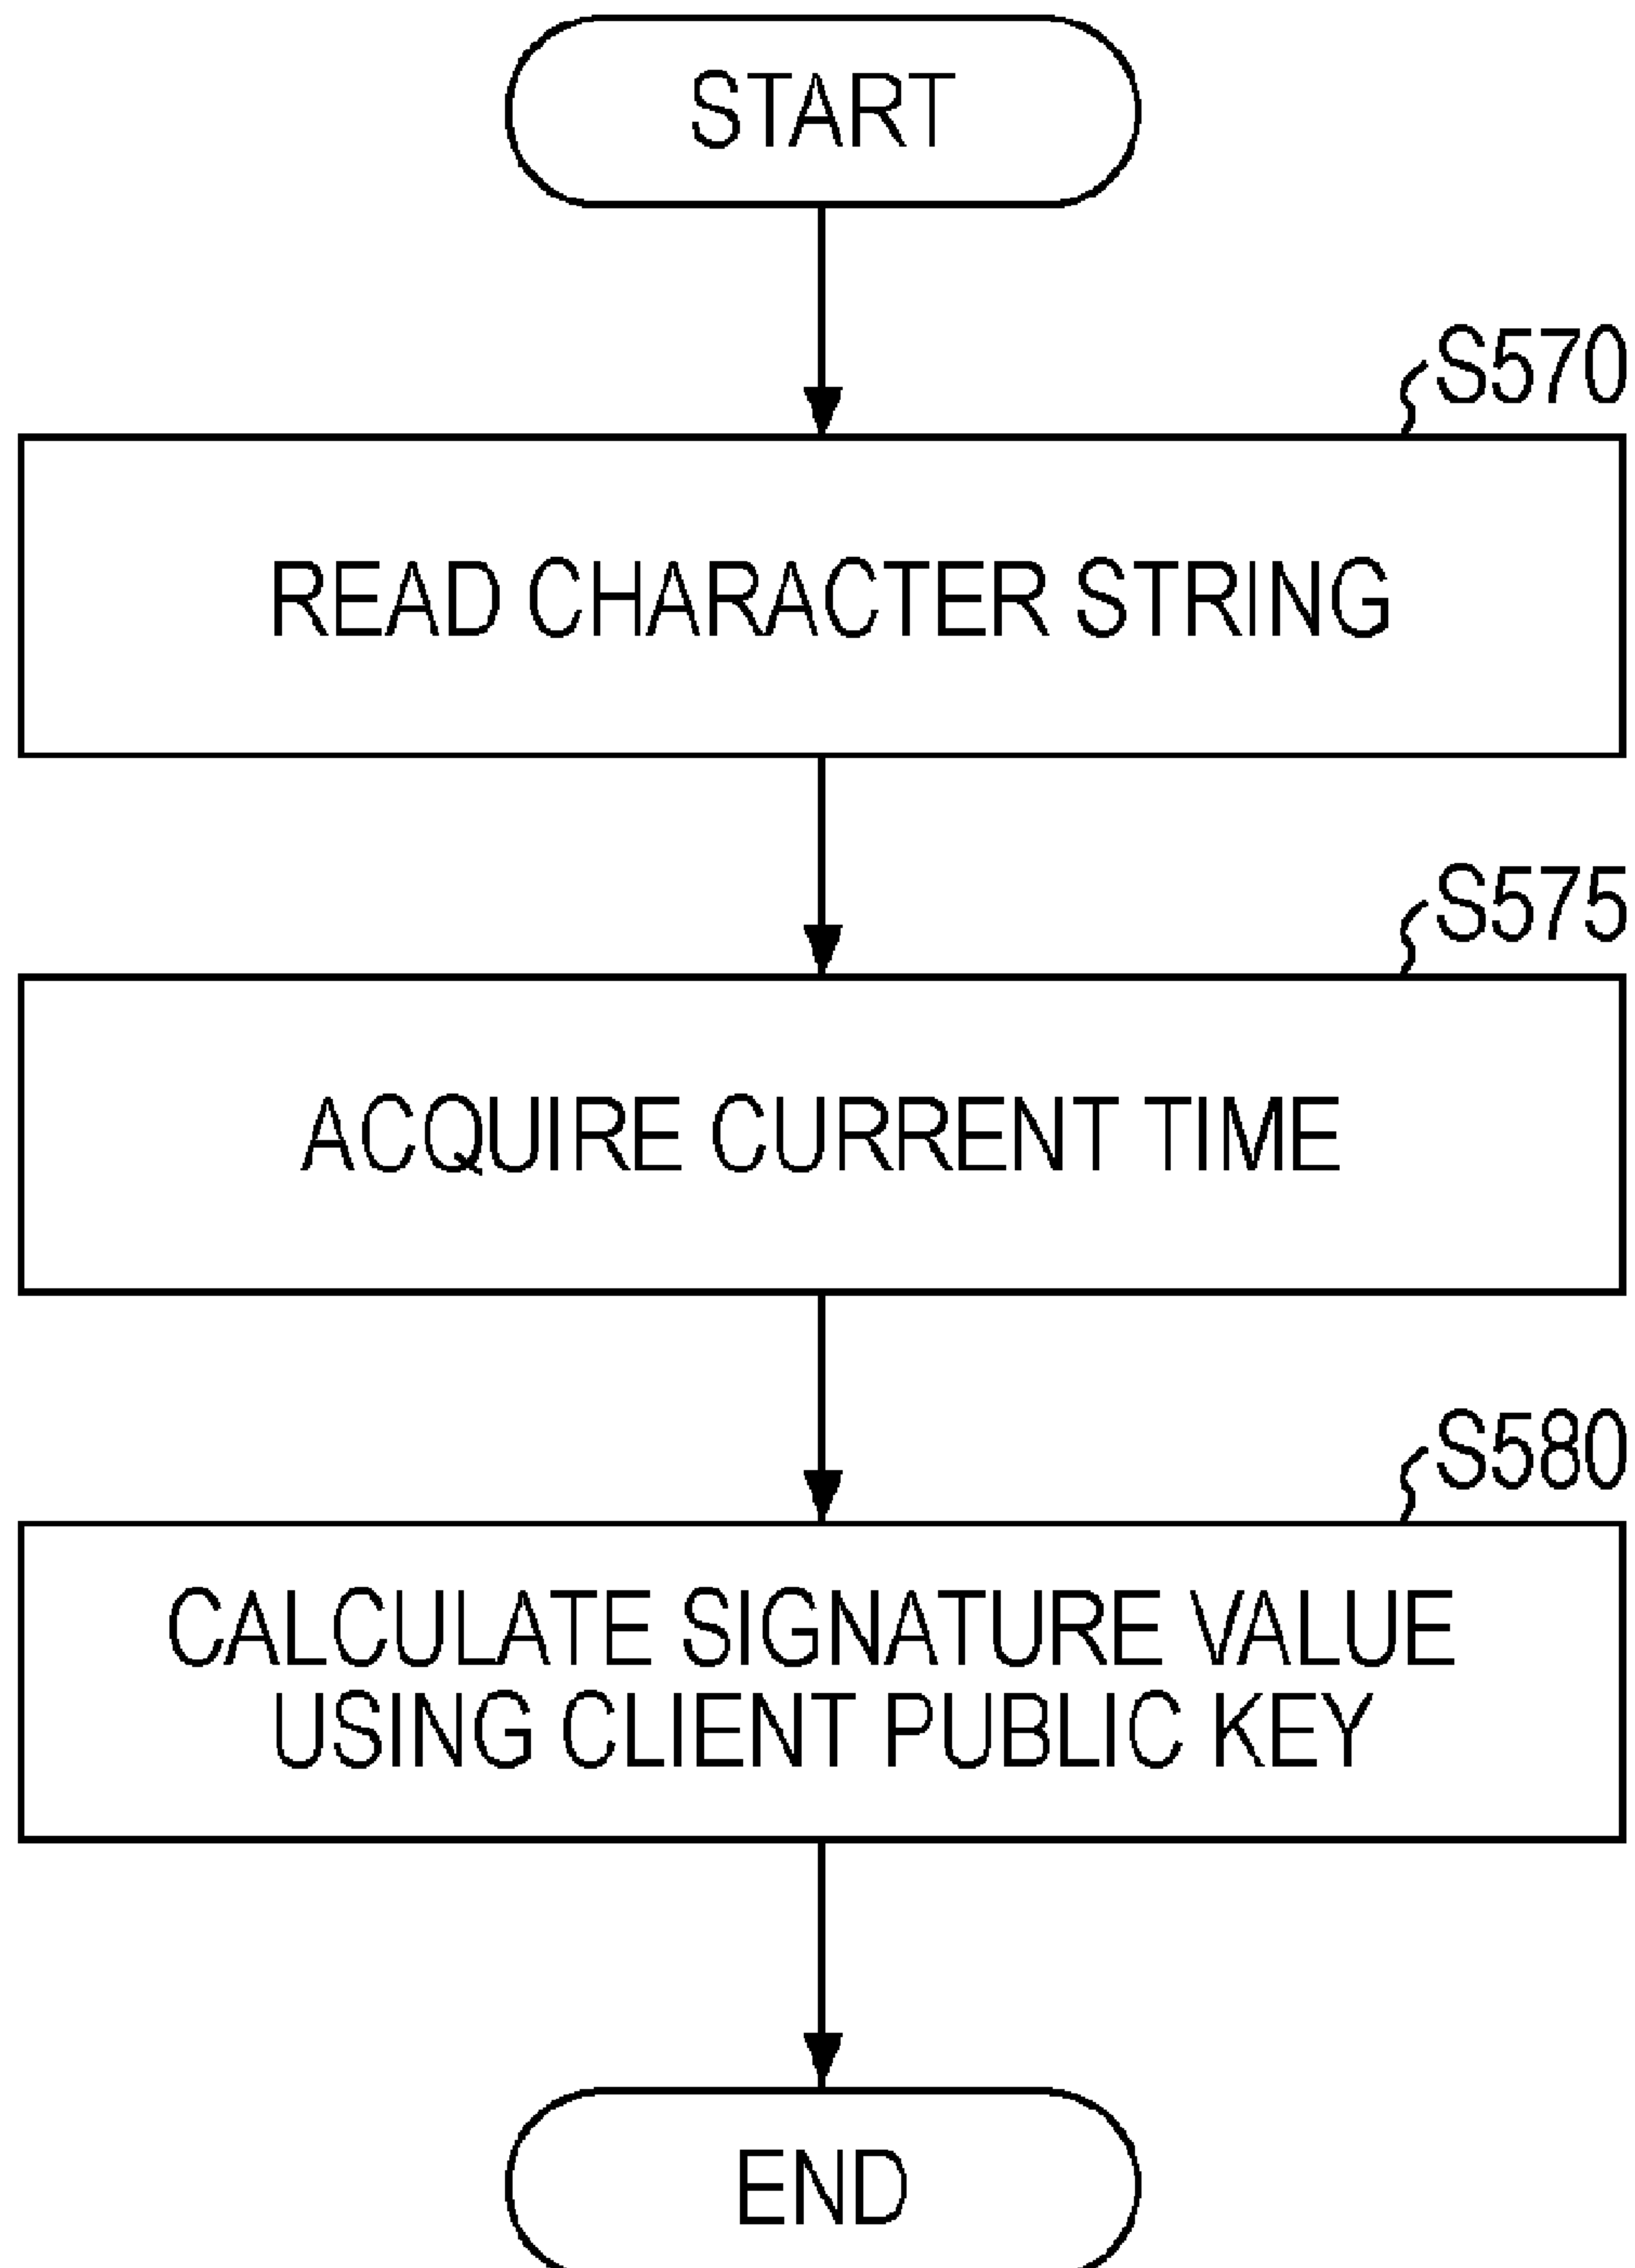 START
S570
READ CHARACTER STRING
S575
ACQUIRE CURRENT TIME
S580
CALCULATE SIGNATURE VALUE
USING CLIENT PUBLIC KEY
END